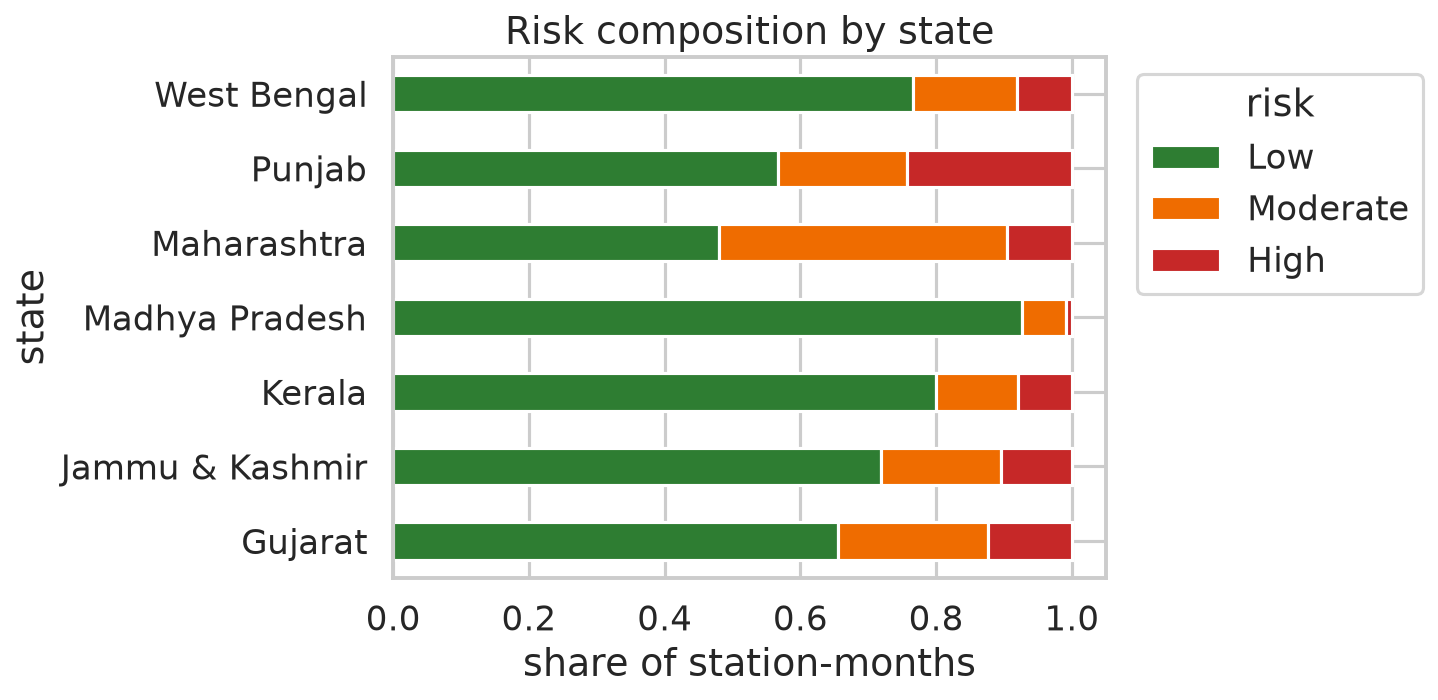 Risk composition by state
West Bengal
Punjab
Maharashtra
Madhya Pradesh
Kerala
Jammu & Kashmir
Gujarat
state
0.0 0.2 0.4 0.6 0.8 1.0
share of station-months
risk
Low
Moderate
High